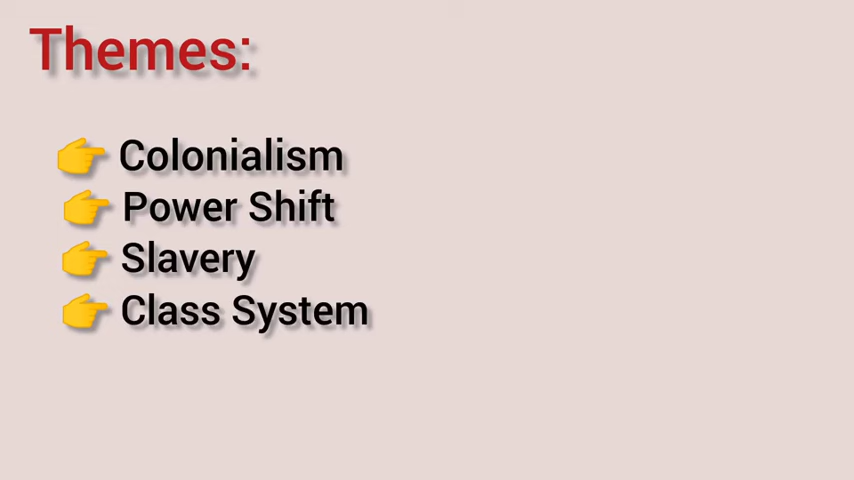 Themes:
👉 Colonialism
👉 Power Shift
👉 Slavery
👉 Class System